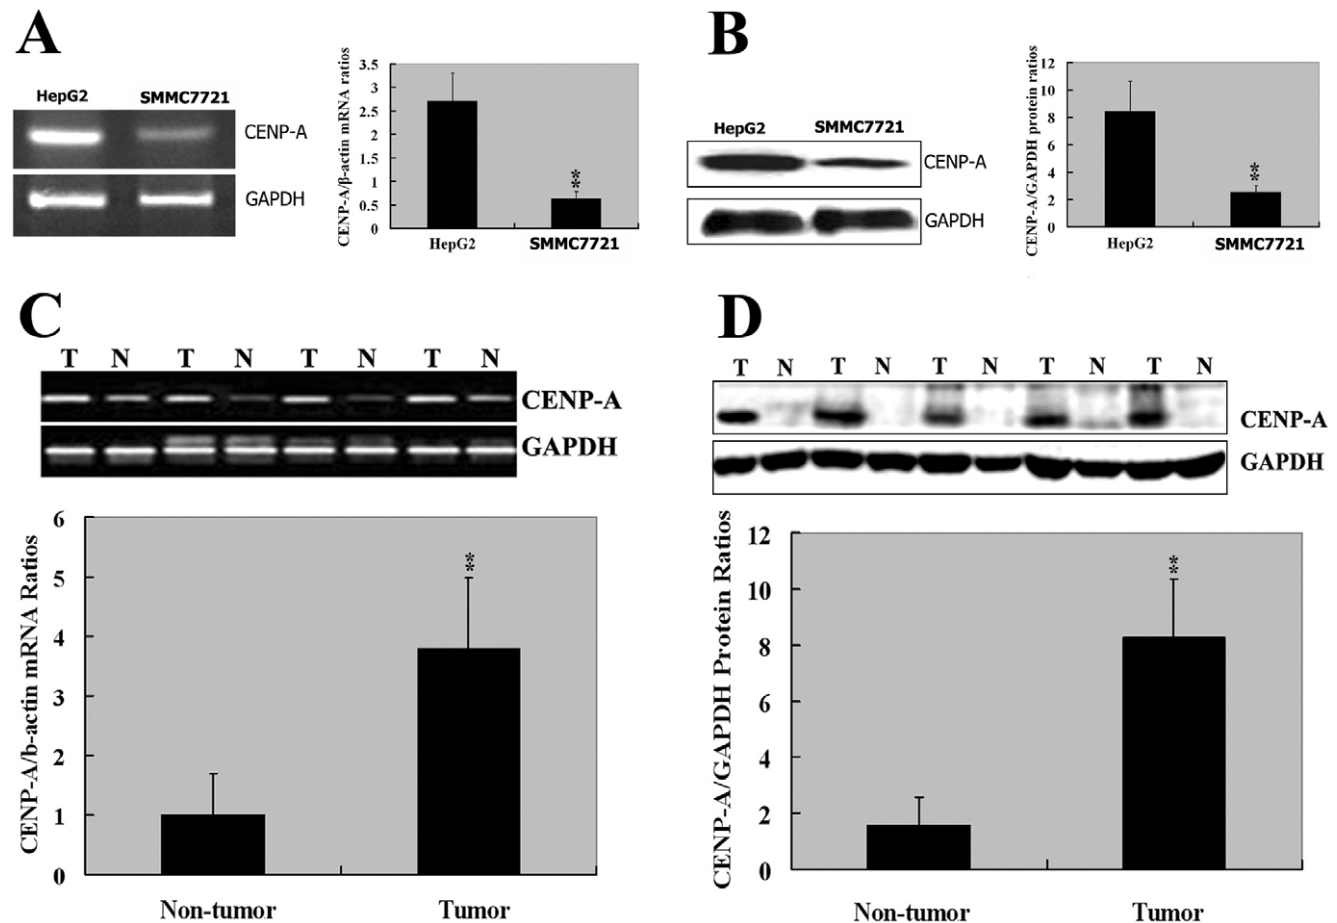 A
HepG2 SMMC7721
CENP-A
GAPDH
CENP-A/β-actin mRNA ratios
3.5
3
2.5
2
1.5
1
0.5
0
**
HepG2 SMMC7721
B
HepG2 SMMC7721
CENP-A
GAPDH
CENP-A/GAPDH protein ratios
12
10
8
6
4
2
0
**
HepG2 SMMC7721
C
T N T N T N T N
CENP-A
GAPDH
CENP-A/b-actin mRNA Ratios
6
5
4
3
2
1
0
**
Non-tumor Tumor
D
T N T N T N T N T N
CENP-A
GAPDH
CENP-A/GAPDH Protein Ratios
12
10
8
6
4
2
0
**
Non-tumor Tumor